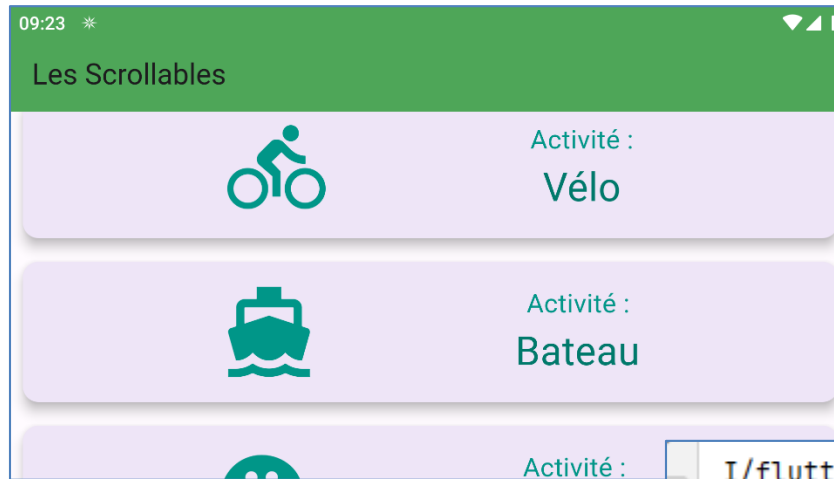 09:23
Les Scrollables
Activité :
Vélo
Activité :
Bateau
Activité :
I/flutt